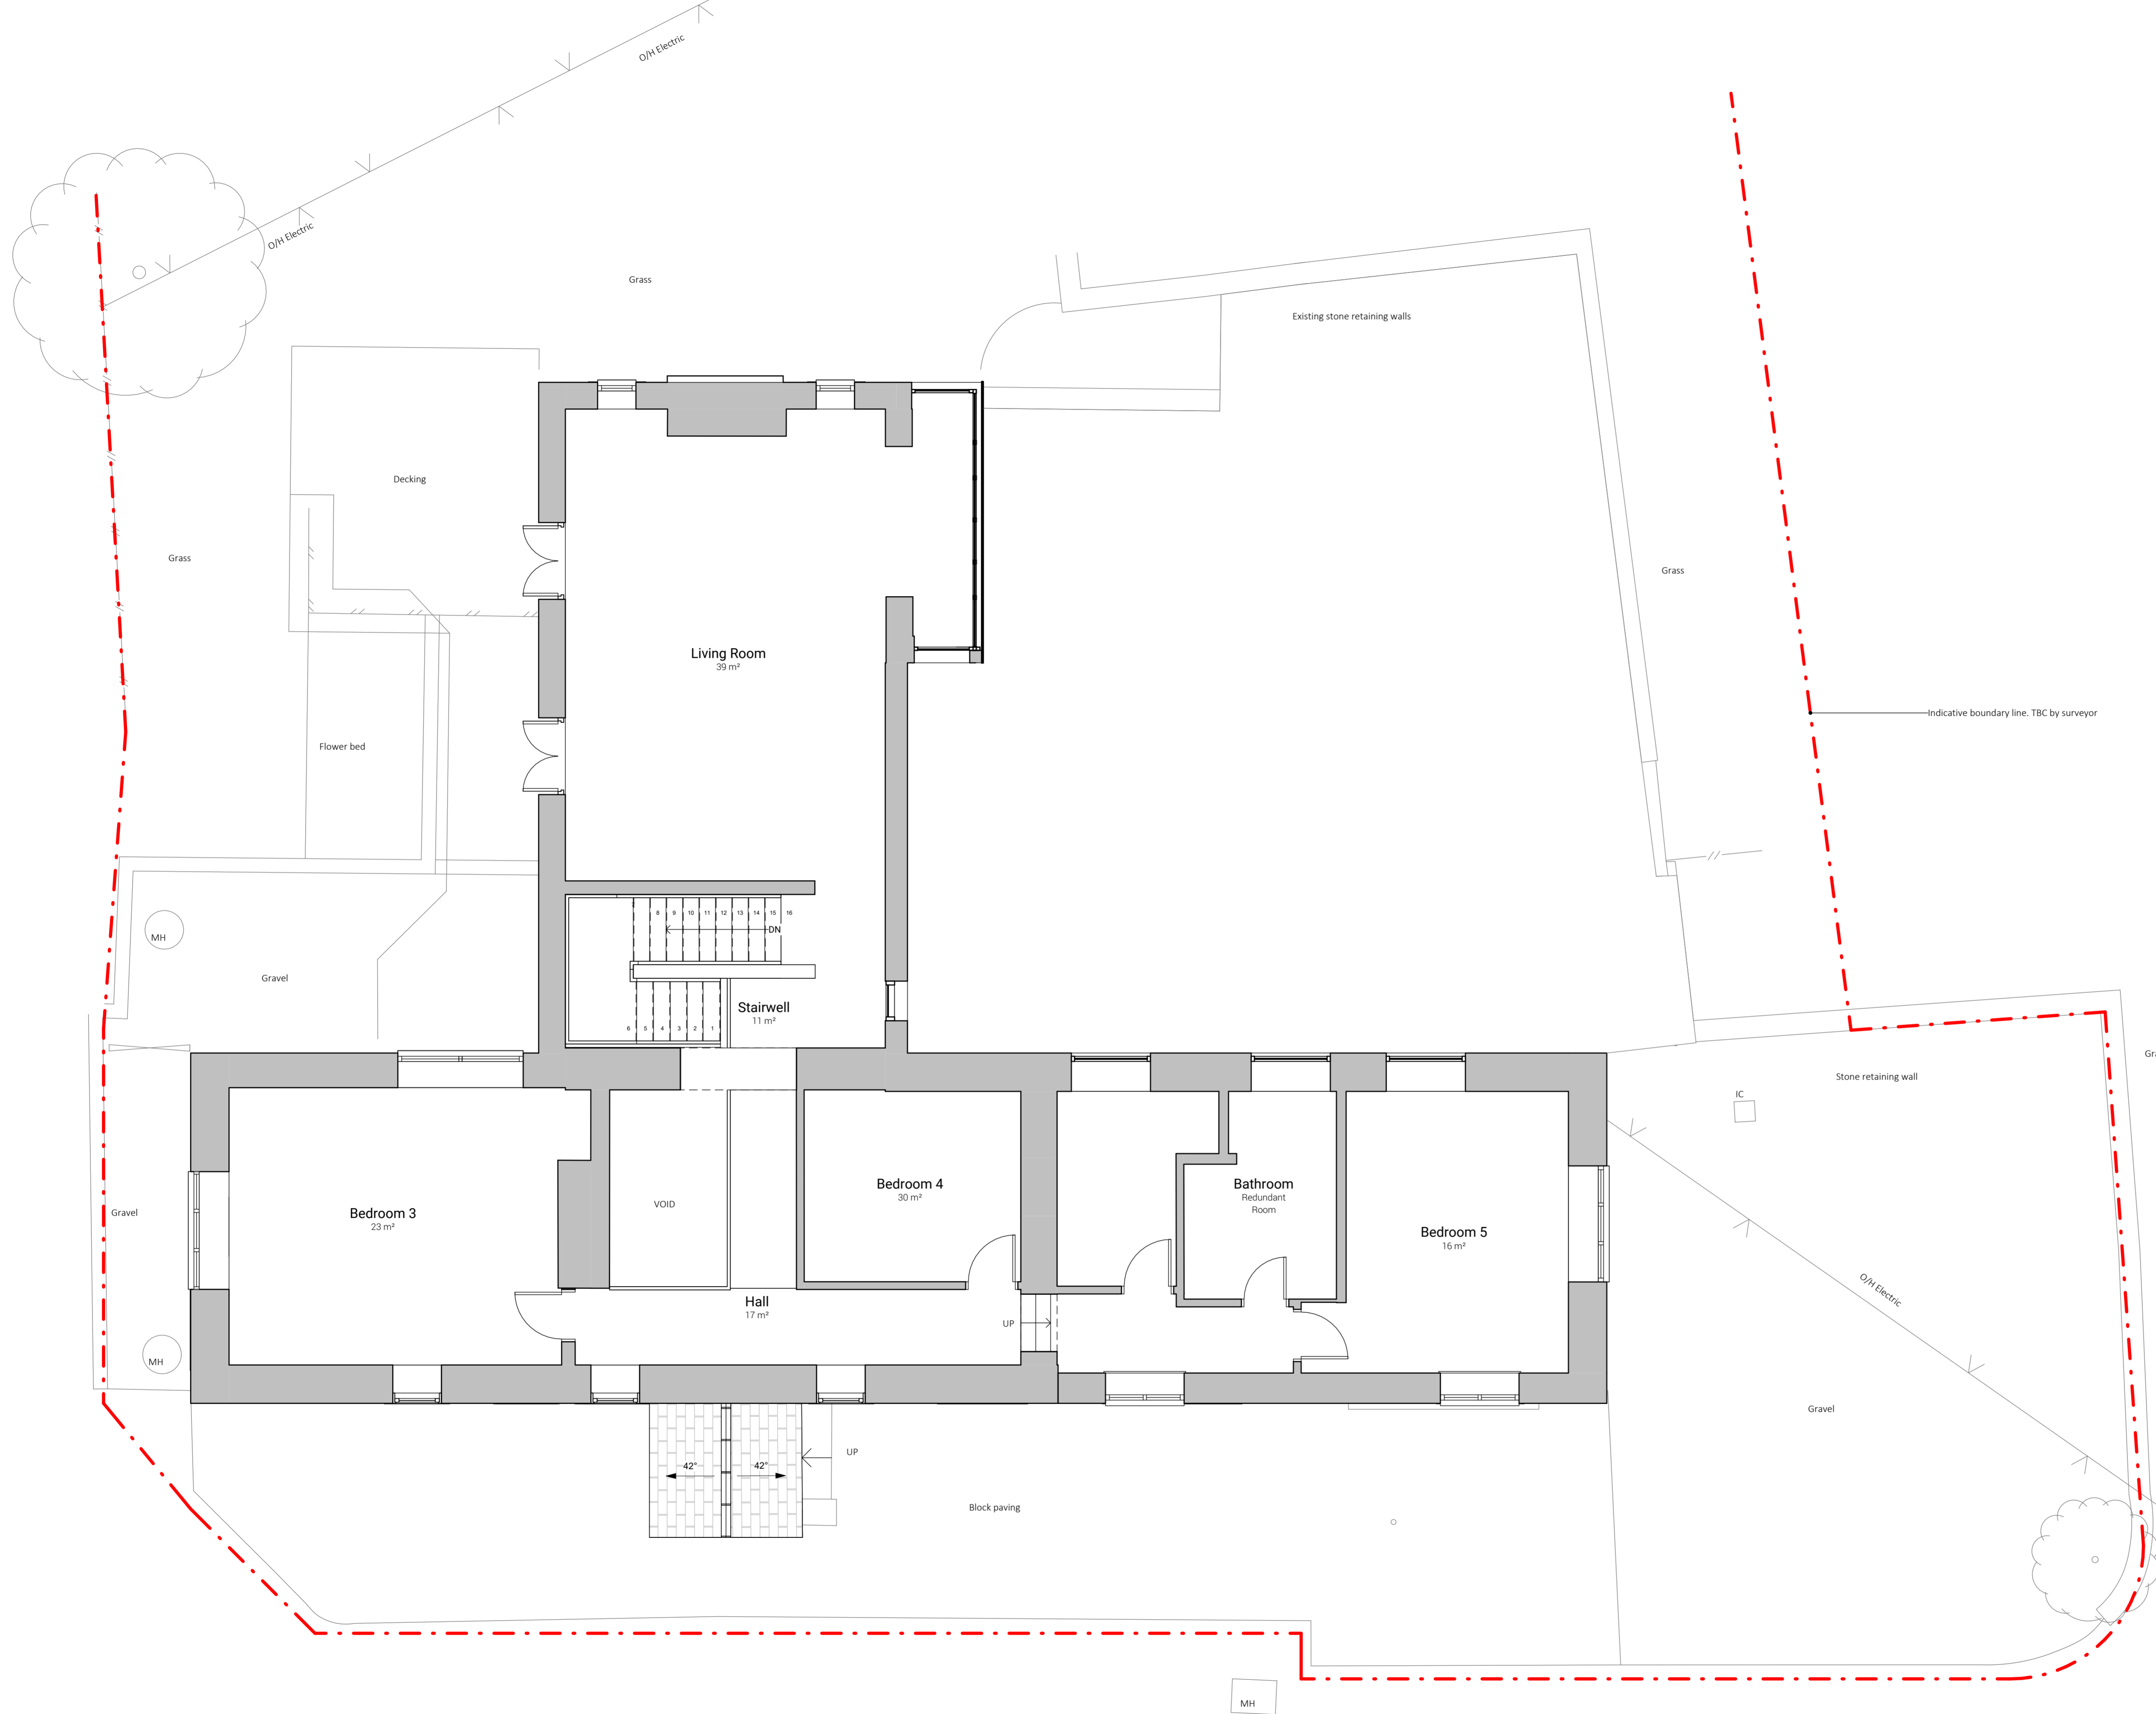 O/H Electric
O/H Electric
Grass
Existing stone retaining walls
Decking
Grass
Grass
Living Room
39 m²
Indicative boundary line. TBC by surveyor
Flower bed
8 9 10 11 12 13 14 15 16
DN
MH
Gravel
Stairwell
11 m²
6 5 4 3 2 1
Gra
Stone retaining wall
IC
Bedroom 4
30 m²
Bathroom
Redundant
Room
VOID
Bedroom 3
23 m²
Gravel
Bedroom 5
16 m²
O/H Electric
Hall
17 m²
UP
MH
Gravel
UP
42°
42°
Block paving
MH